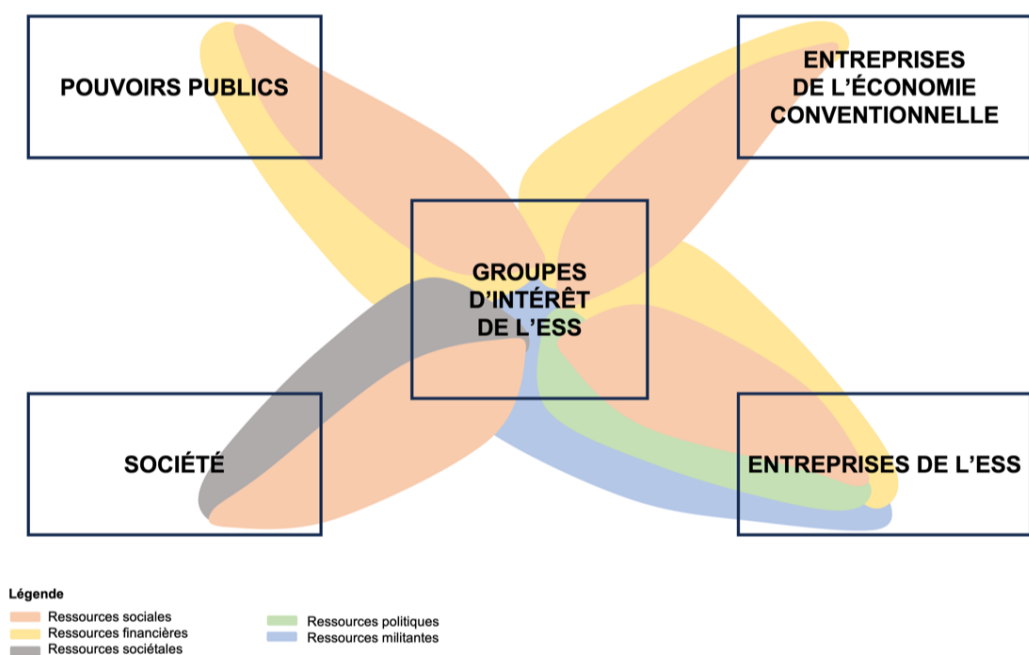 POUVOIRS PUBLICS
ENTREPRISES
DE L’ÉCONOMIE
CONVENTIONNELLE
GROUPES
D’INTÉRÊT
DE L’ESS
SOCIÉTÉ
ENTREPRISES DE L’ESS
Légende
Ressources sociales
Ressources financières
Ressources sociétales
Ressources politiques
Ressources militantes